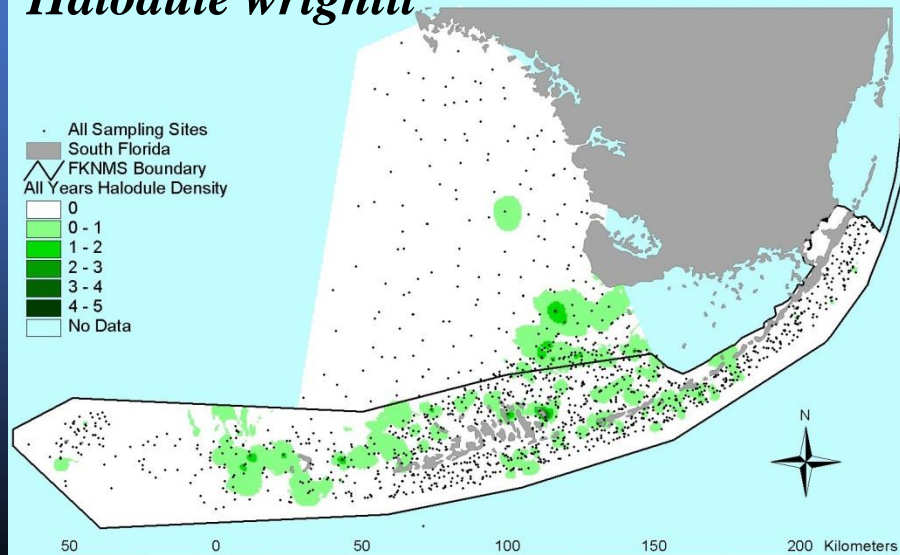 Halodule wrightii
All Sampling Sites
South Florida
FKNMS Boundary
All Years Halodule Density
0
0 - 1
1 - 2
2 - 3
3 - 4
4 - 5
No Data
N
50 0 50 100 150 200 Kilometers